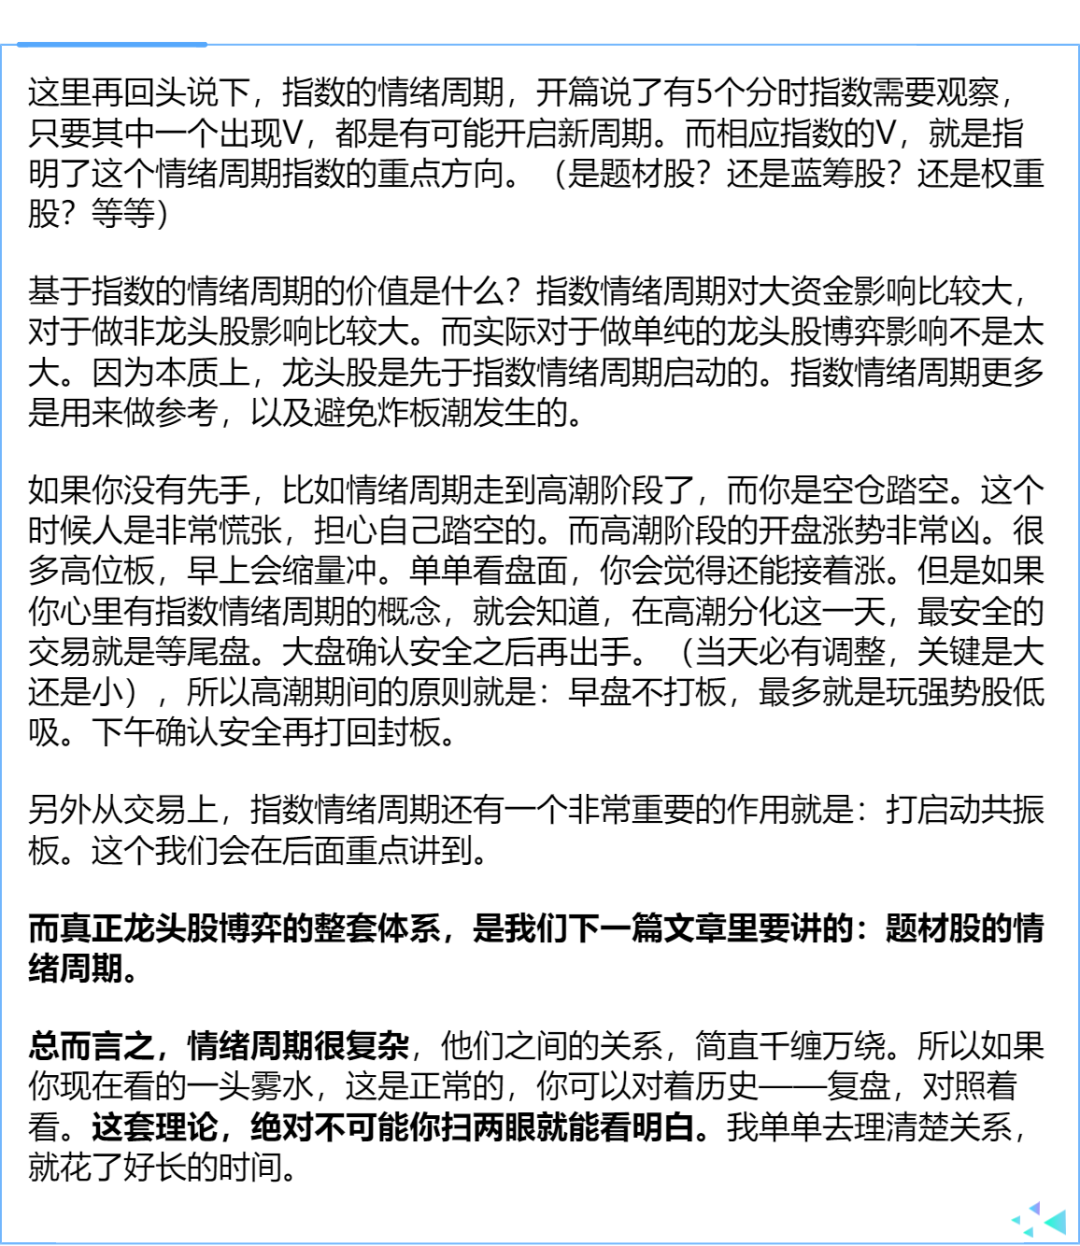 这里再回头说下，指数的情绪周期，开篇说了有5个分时指数需要观察，
只要其中一个出现V，都是有可能开启新周期。而相应指数的V，就是指
明了这个情绪周期指数的重点方向。（是题材股？还是蓝筹股？还是权重
股？等等）
基于指数的情绪周期的价值是什么？指数情绪周期对大资金影响比较大，
对于做非龙头股影响比较大。而实际对于做单纯的龙头股博弈影响不是太
大。因为本质上，龙头股是先于指数情绪周期启动的。指数情绪周期更多
是用来做参考，以及避免炸板潮发生的。
如果你没有先手，比如情绪周期走到高潮阶段了，而你是空仓踏空。这个
时候人是非常慌张，担心自己踏空的。而高潮阶段的开盘涨势非常凶。很
多高位板，早上会缩量冲。单单看盘面，你会觉得还能接着涨。但是如果
你心里有指数情绪周期的概念，就会知道，在高潮分化这一天，最安全的
交易就是等尾盘。大盘确认安全之后再出手。（当天必有调整，关键是大
还是小），所以高潮期间的原则就是：早盘不打板，最多就是玩强势股低
吸。下午确认安全再打回封板。
另外从交易上，指数情绪周期还有一个非常重要的作用就是：打启动共振
板。这个我们会在后面重点讲到。
而真正龙头股博弈的整套体系，是我们下一篇文章里要讲的：题材股的情
绪周期。
总而言之，情绪周期很复杂，他们之间的关系，简直千缠万绕。所以如果
你现在看的一头雾水，这是正常的，你可以对着历史——复盘，对照着
看。这套理论，绝对不可能你扫两眼就能看明白。我单单去理清楚关系，
就花了好长的时间。